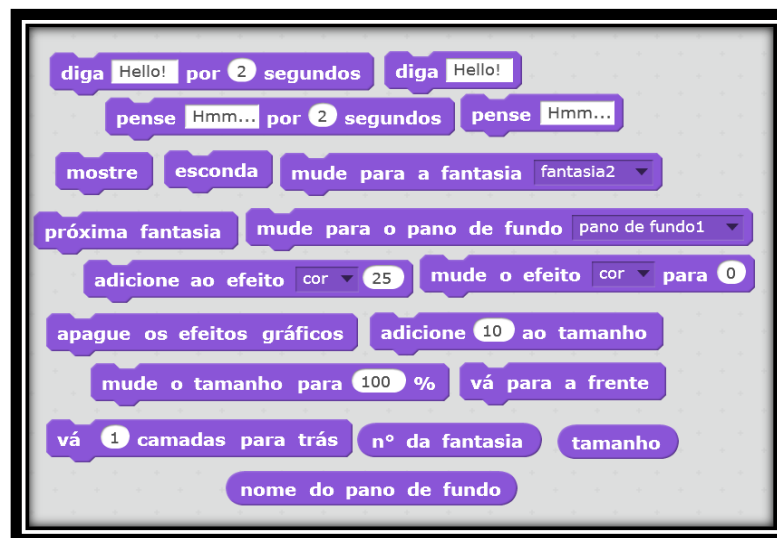 diga Hello! por 2 segundos diga Hello!
pense Hmm... por 2 segundos pense Hmm...
mostre esconda mude para a fantasia fantasia2
próxima fantasia mude para o pano de fundo pano de fundo1
adicione ao efeito cor 25 mude o efeito cor para 0
apague os efeitos gráficos adicione 10 ao tamanho
mude o tamanho para 100 % vá para a frente
vá 1 camadas para trás nº da fantasia tamanho
nome do pano de fundo